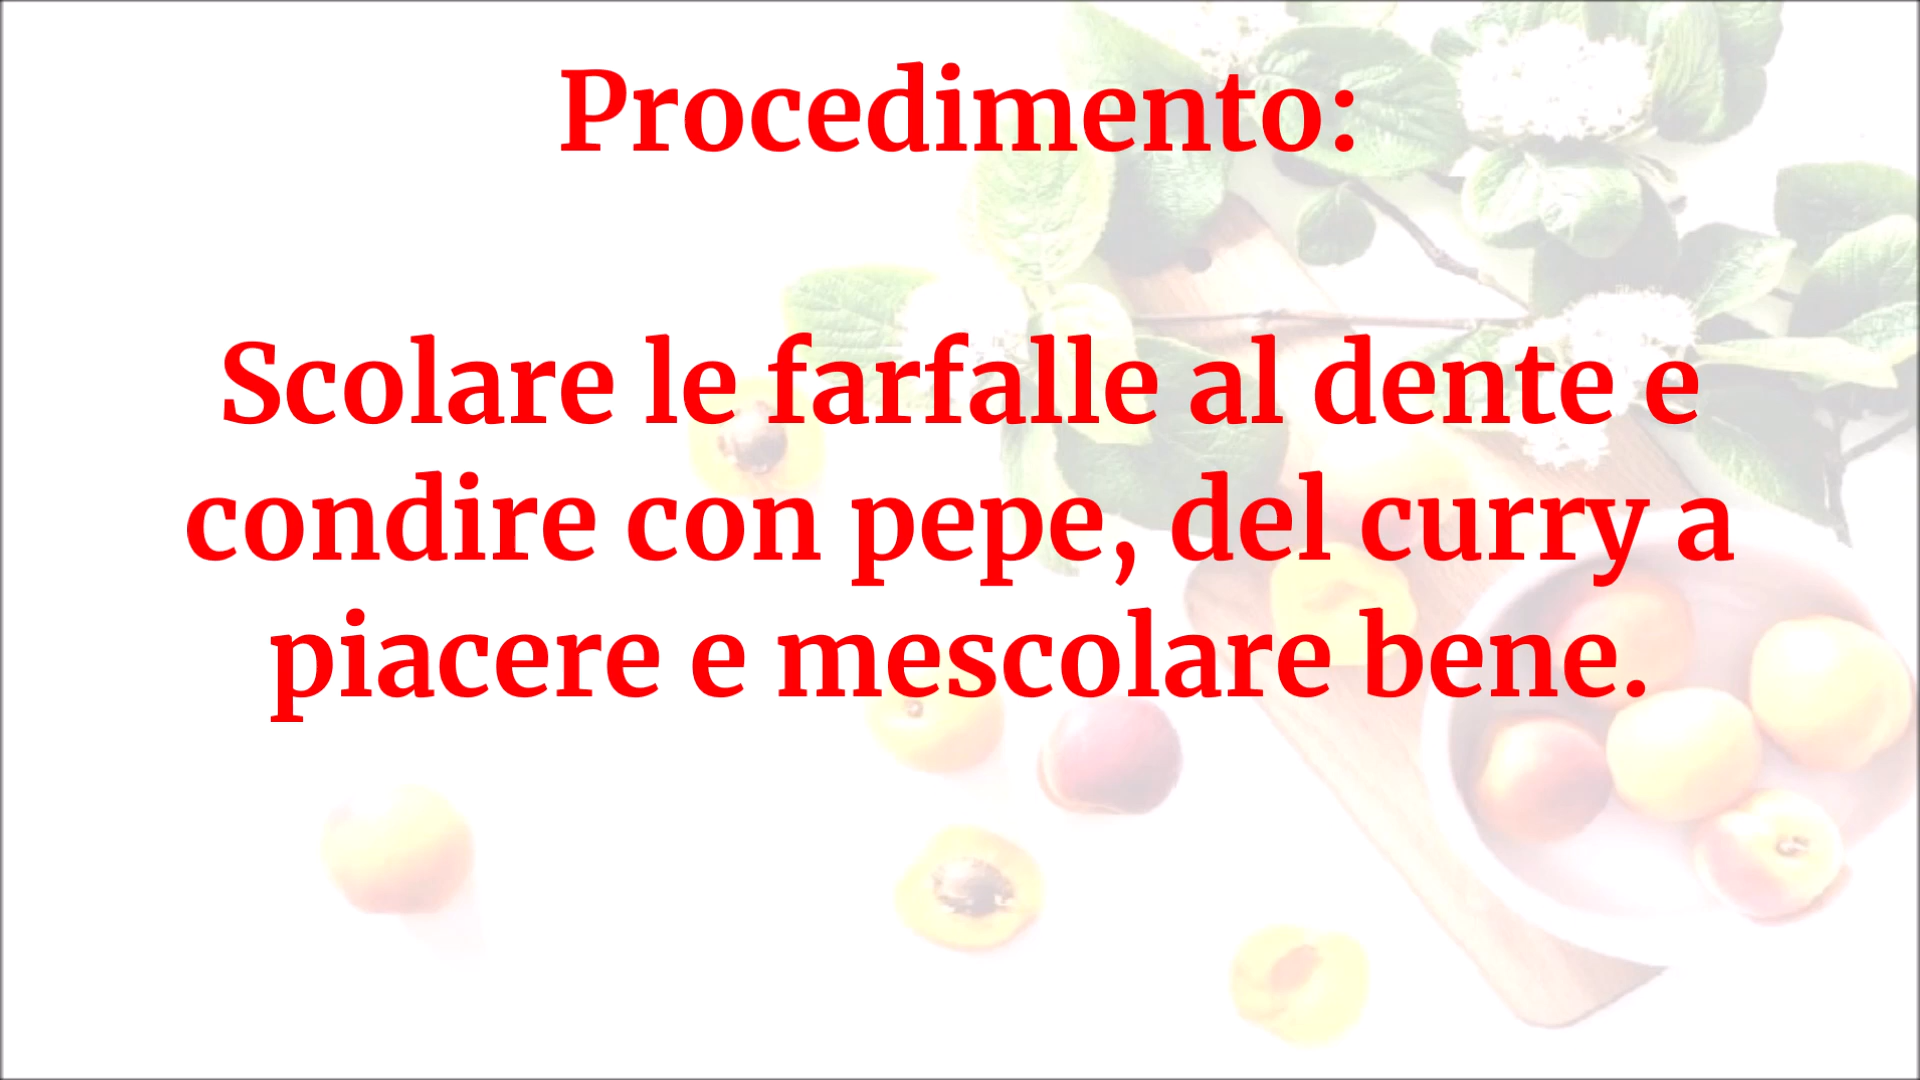 Procedimento:
Scolare le farfalle al dente e
condire con pepe, del curry a
piacere e mescolare bene.